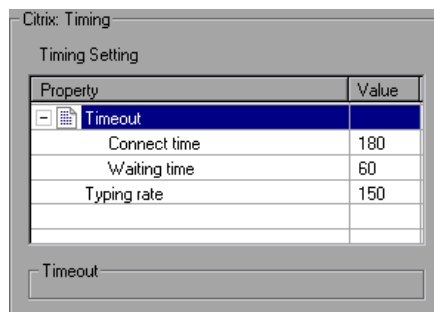 Citrix: Timing
Timing Setting
Property Value
Timeout
Connect time 180
Waiting time 60
Typing rate 150
Timeout